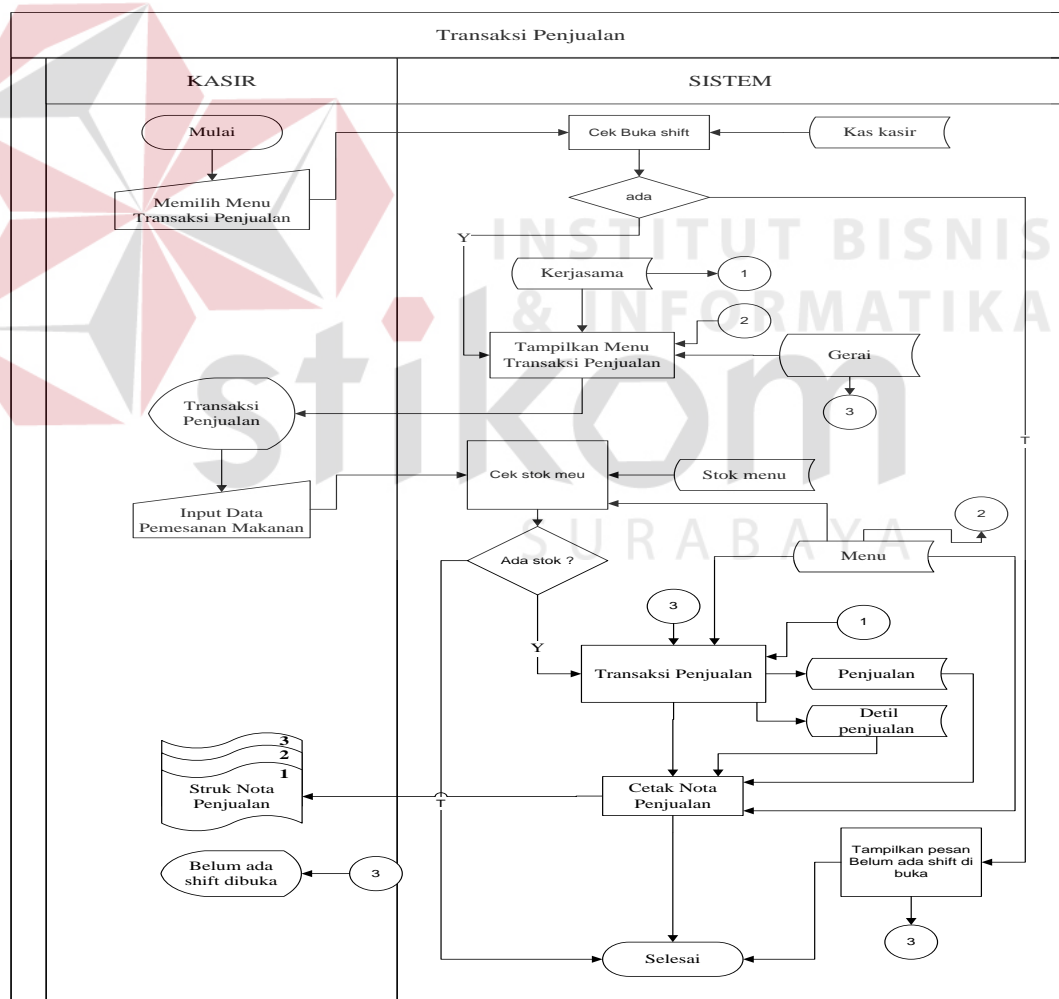 Transaksi Penjualan
KASIR
SISTEM
Mulai
Cek Buka shift
Kas kasir
Memilih Menu
Transaksi Penjualan
ada
Y
INSTITUT BISNIS
& INFORMATIKA
Kerjasama
1
2
Tampilkan Menu
Transaksi Penjualan
Gerai
3
stikom
SURABAYA
Transaksi
Penjualan
T
Cek stok meu
Stok menu
Input Data
Pemesanan Makanan
2
Menu
Ada stok ?
3
1
Y
Transaksi Penjualan
Penjualan
Detil
penjualan
3
2
1
Struk Nota
Penjualan
T
Cetak Nota
Penjualan
Belum ada
shift dibuka
3
Tampilkan pesan
Belum ada shift di
buka
3
Selesai